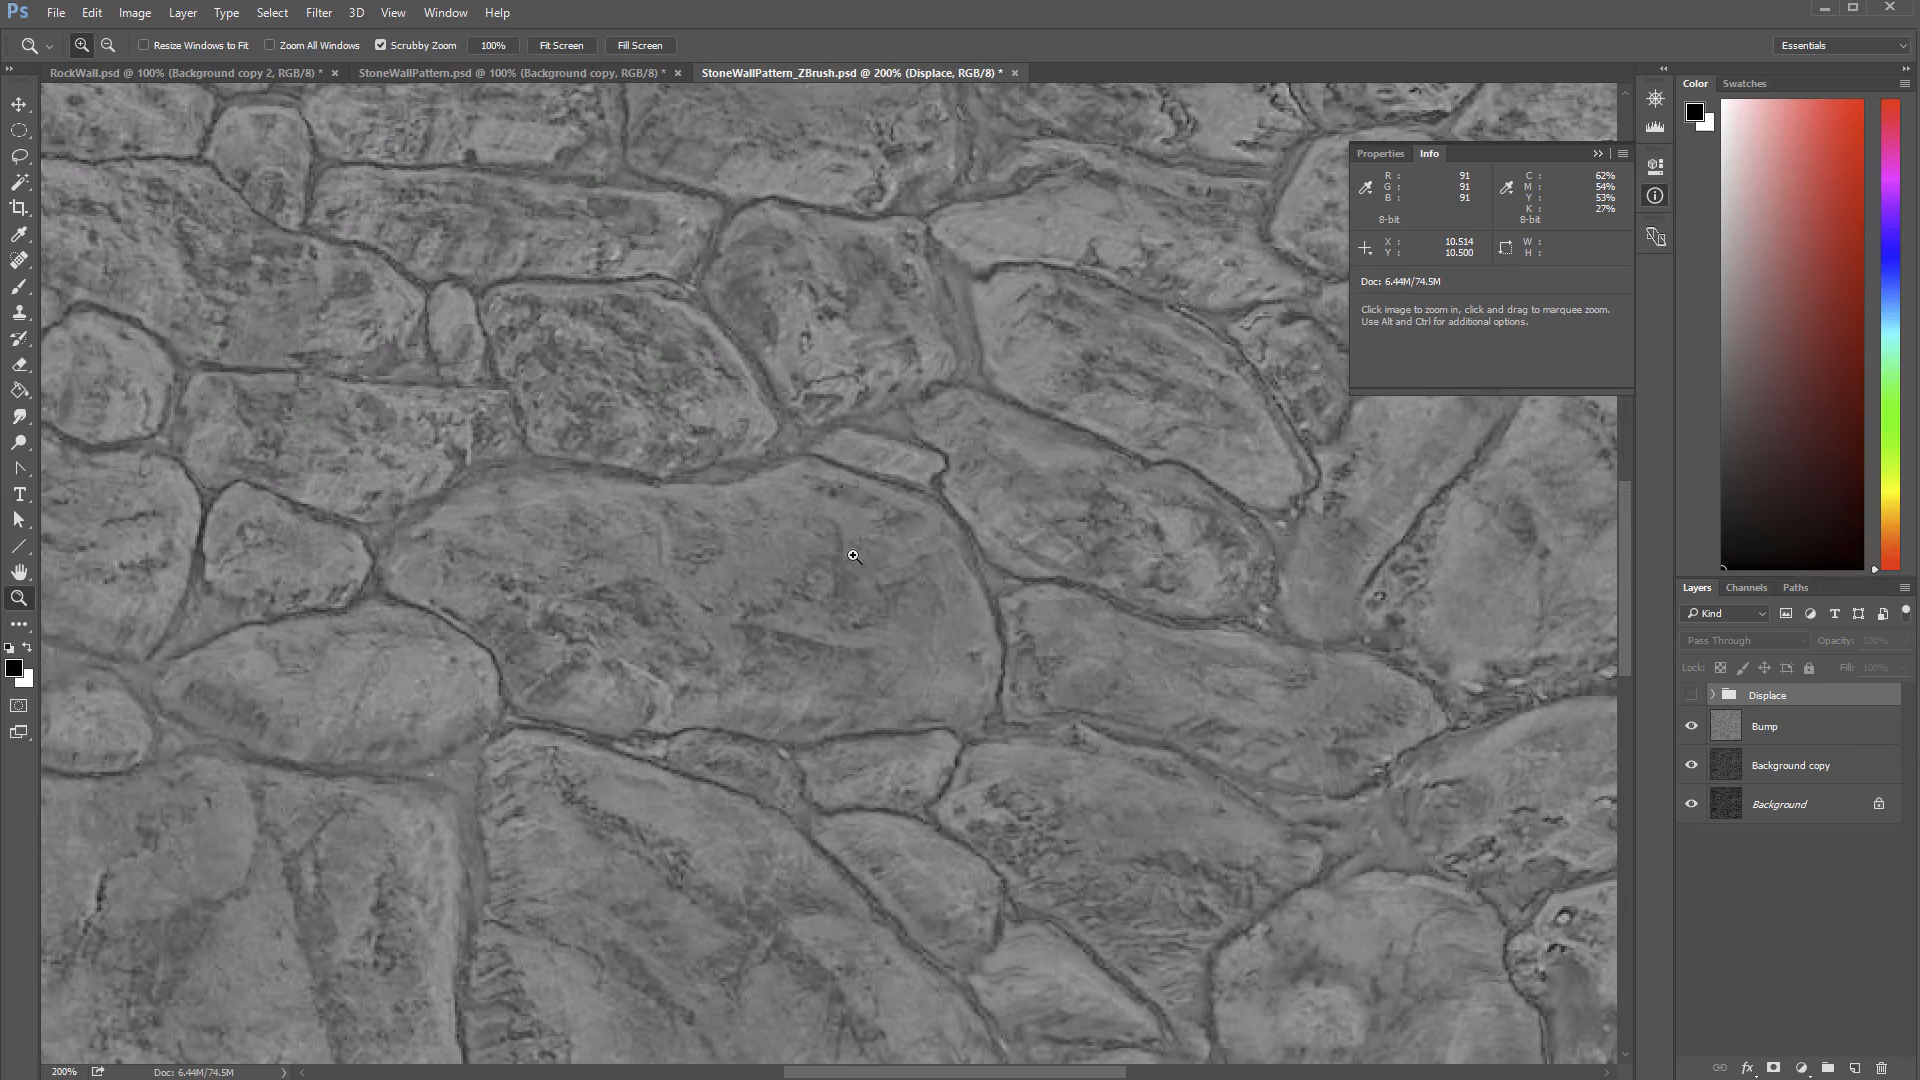 Ps File Edit Image Layer Type Select Filter 3D View Window Help
Resize Windows to Fit Zoom All Windows Scrubby Zoom 100% Fit Screen Fill Screen Essentials
RockWall.psd @ 100% (Background copy 2, RGB/8) * × StoneWallPattern.psd @ 100% (Background copy, RGB/8) * × StoneWallPattern_ZBrush.psd @ 200% (Displace, RGB/8) * ×
Color Swatches
Properties Info
R : 91 C : 62%
G : 91 M : 54%
B : 91 Y : 53%
K : 27%
8-bit 8-bit
X : 10.514 W :
Y : 10.500 H :
Doc: 6.44M/74.5M
Click image to zoom in, click and drag to marquee zoom.
Use Alt and Ctrl for additional options.
Layers Channels Paths
Kind
Pass Through Opacity: 100%
Lock: Fill: 100%
Displace
Bump
Background copy
Background
fx
200% Doc: 6.44M/74.5M